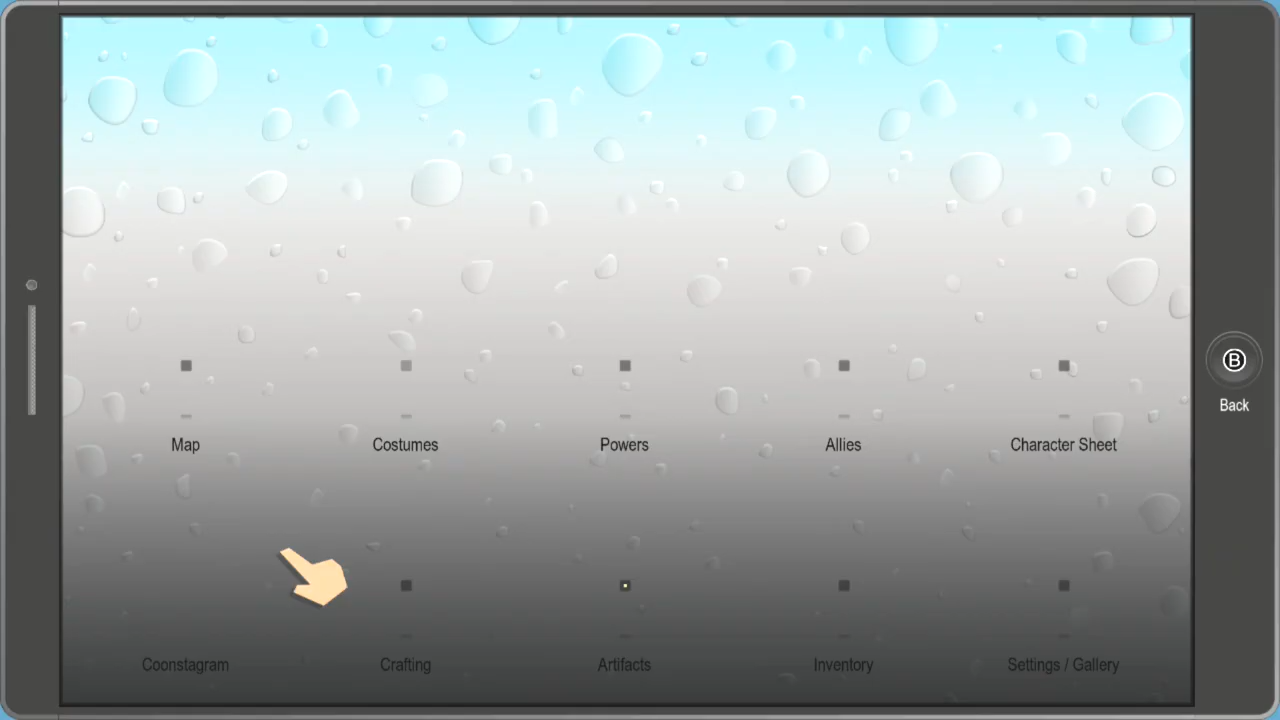 Map
Costumes
Powers
Allies
Character Sheet
B
Back
Coonstagram
Crafting
Artifacts
Inventory
Settings / Gallery